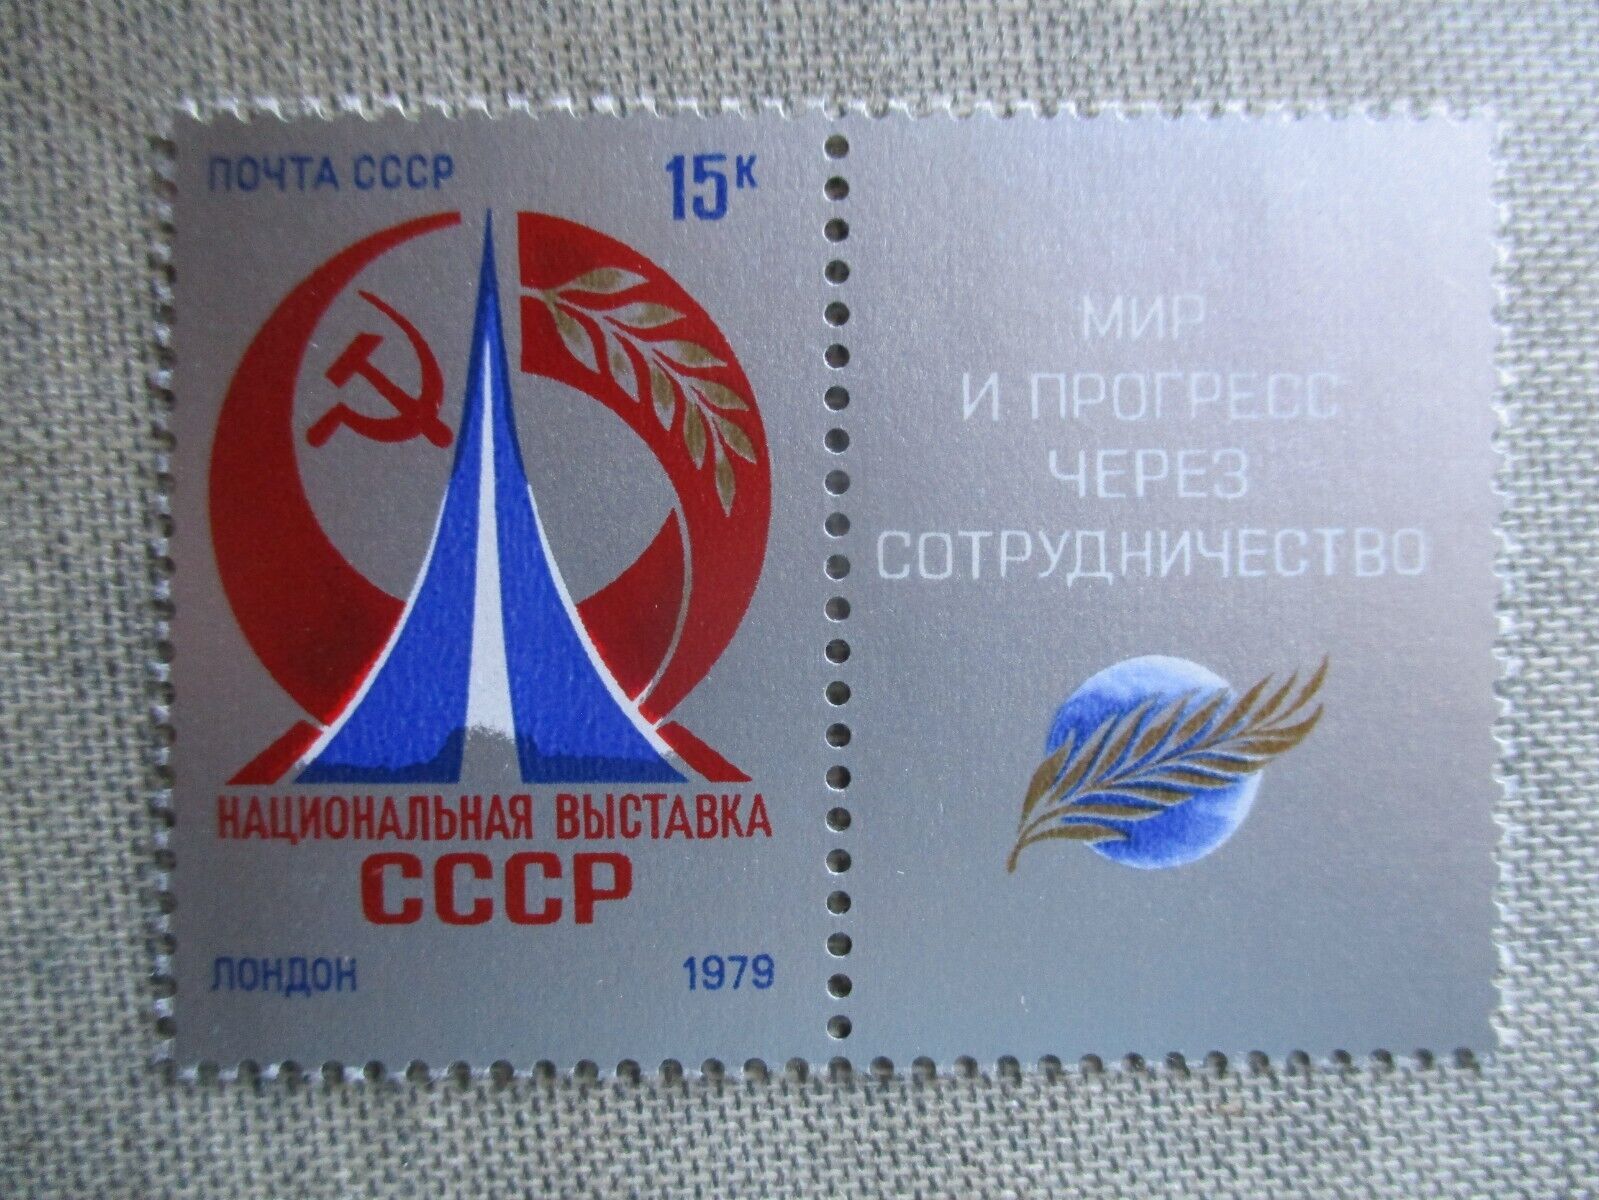 ПОЧТА СССР
15К
НАЦИОНАЛЬНАЯ ВЫСТАВКА
СССР
ЛОНДОН
1979
МИР
И ПРОГРЕСС
ЧЕРЕЗ
СОТРУДНИЧЕСТВО